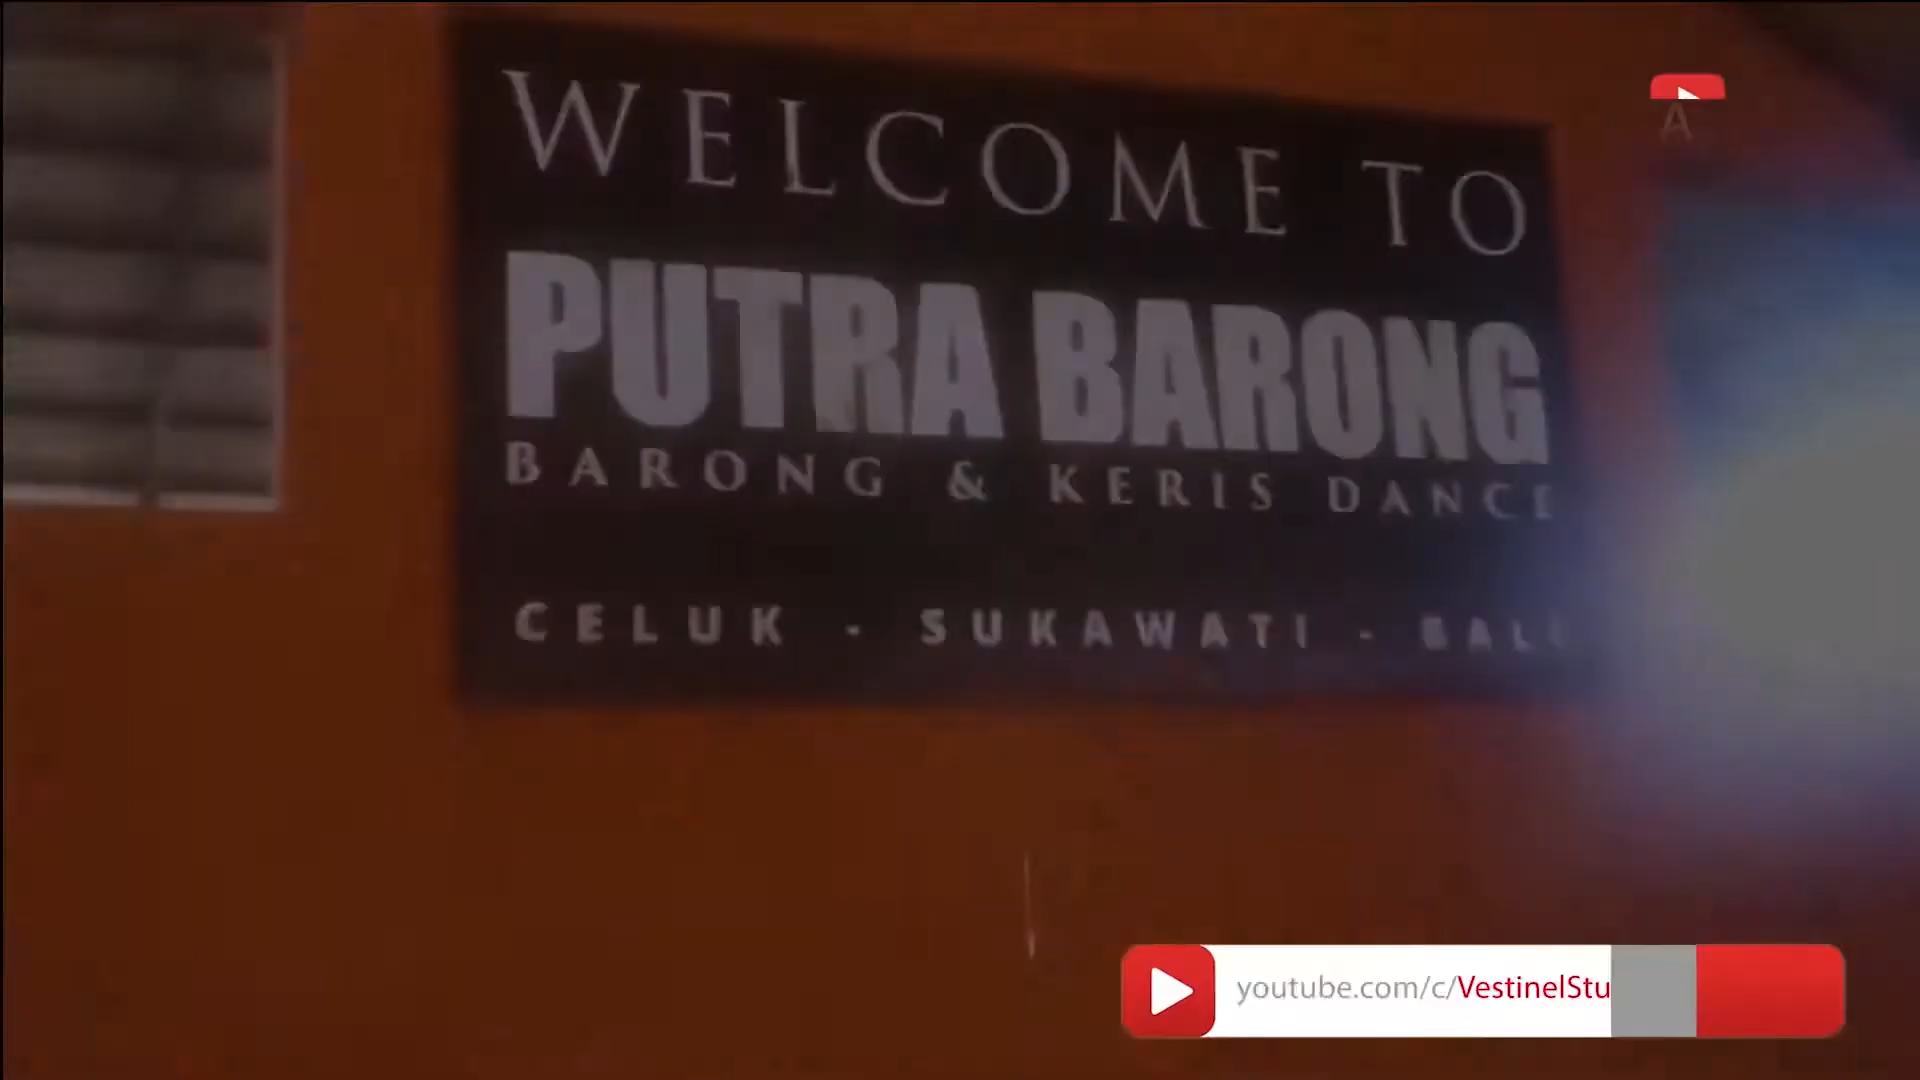 WELCOME TO
PUTRA BARONG
BARONG & KERIS DANCE
CELUK - SUKAWATI - BALI
A
youtube.com/c/VestinelStu